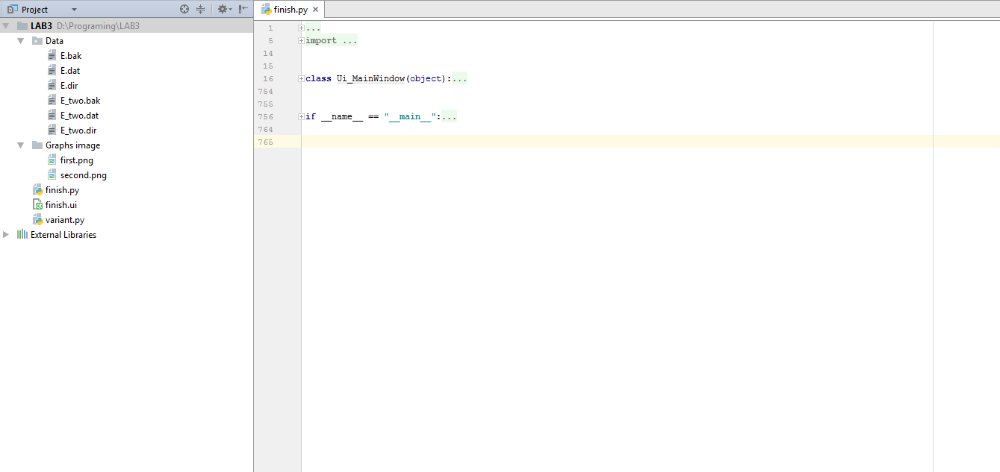 Project
finish.py
LAB3 D:\Programing\LAB3
Data
E.bak
E.dat
E.dir
E_two.bak
E_two.dat
E_two.dir
Graphs image
first.png
second.png
finish.py
finish.ui
variant.py
External Libraries
1 ...
5 import ...
14
15
16 class Ui_MainWindow(object):...
754
755
756 if __name__ == "__main__":...
764
765